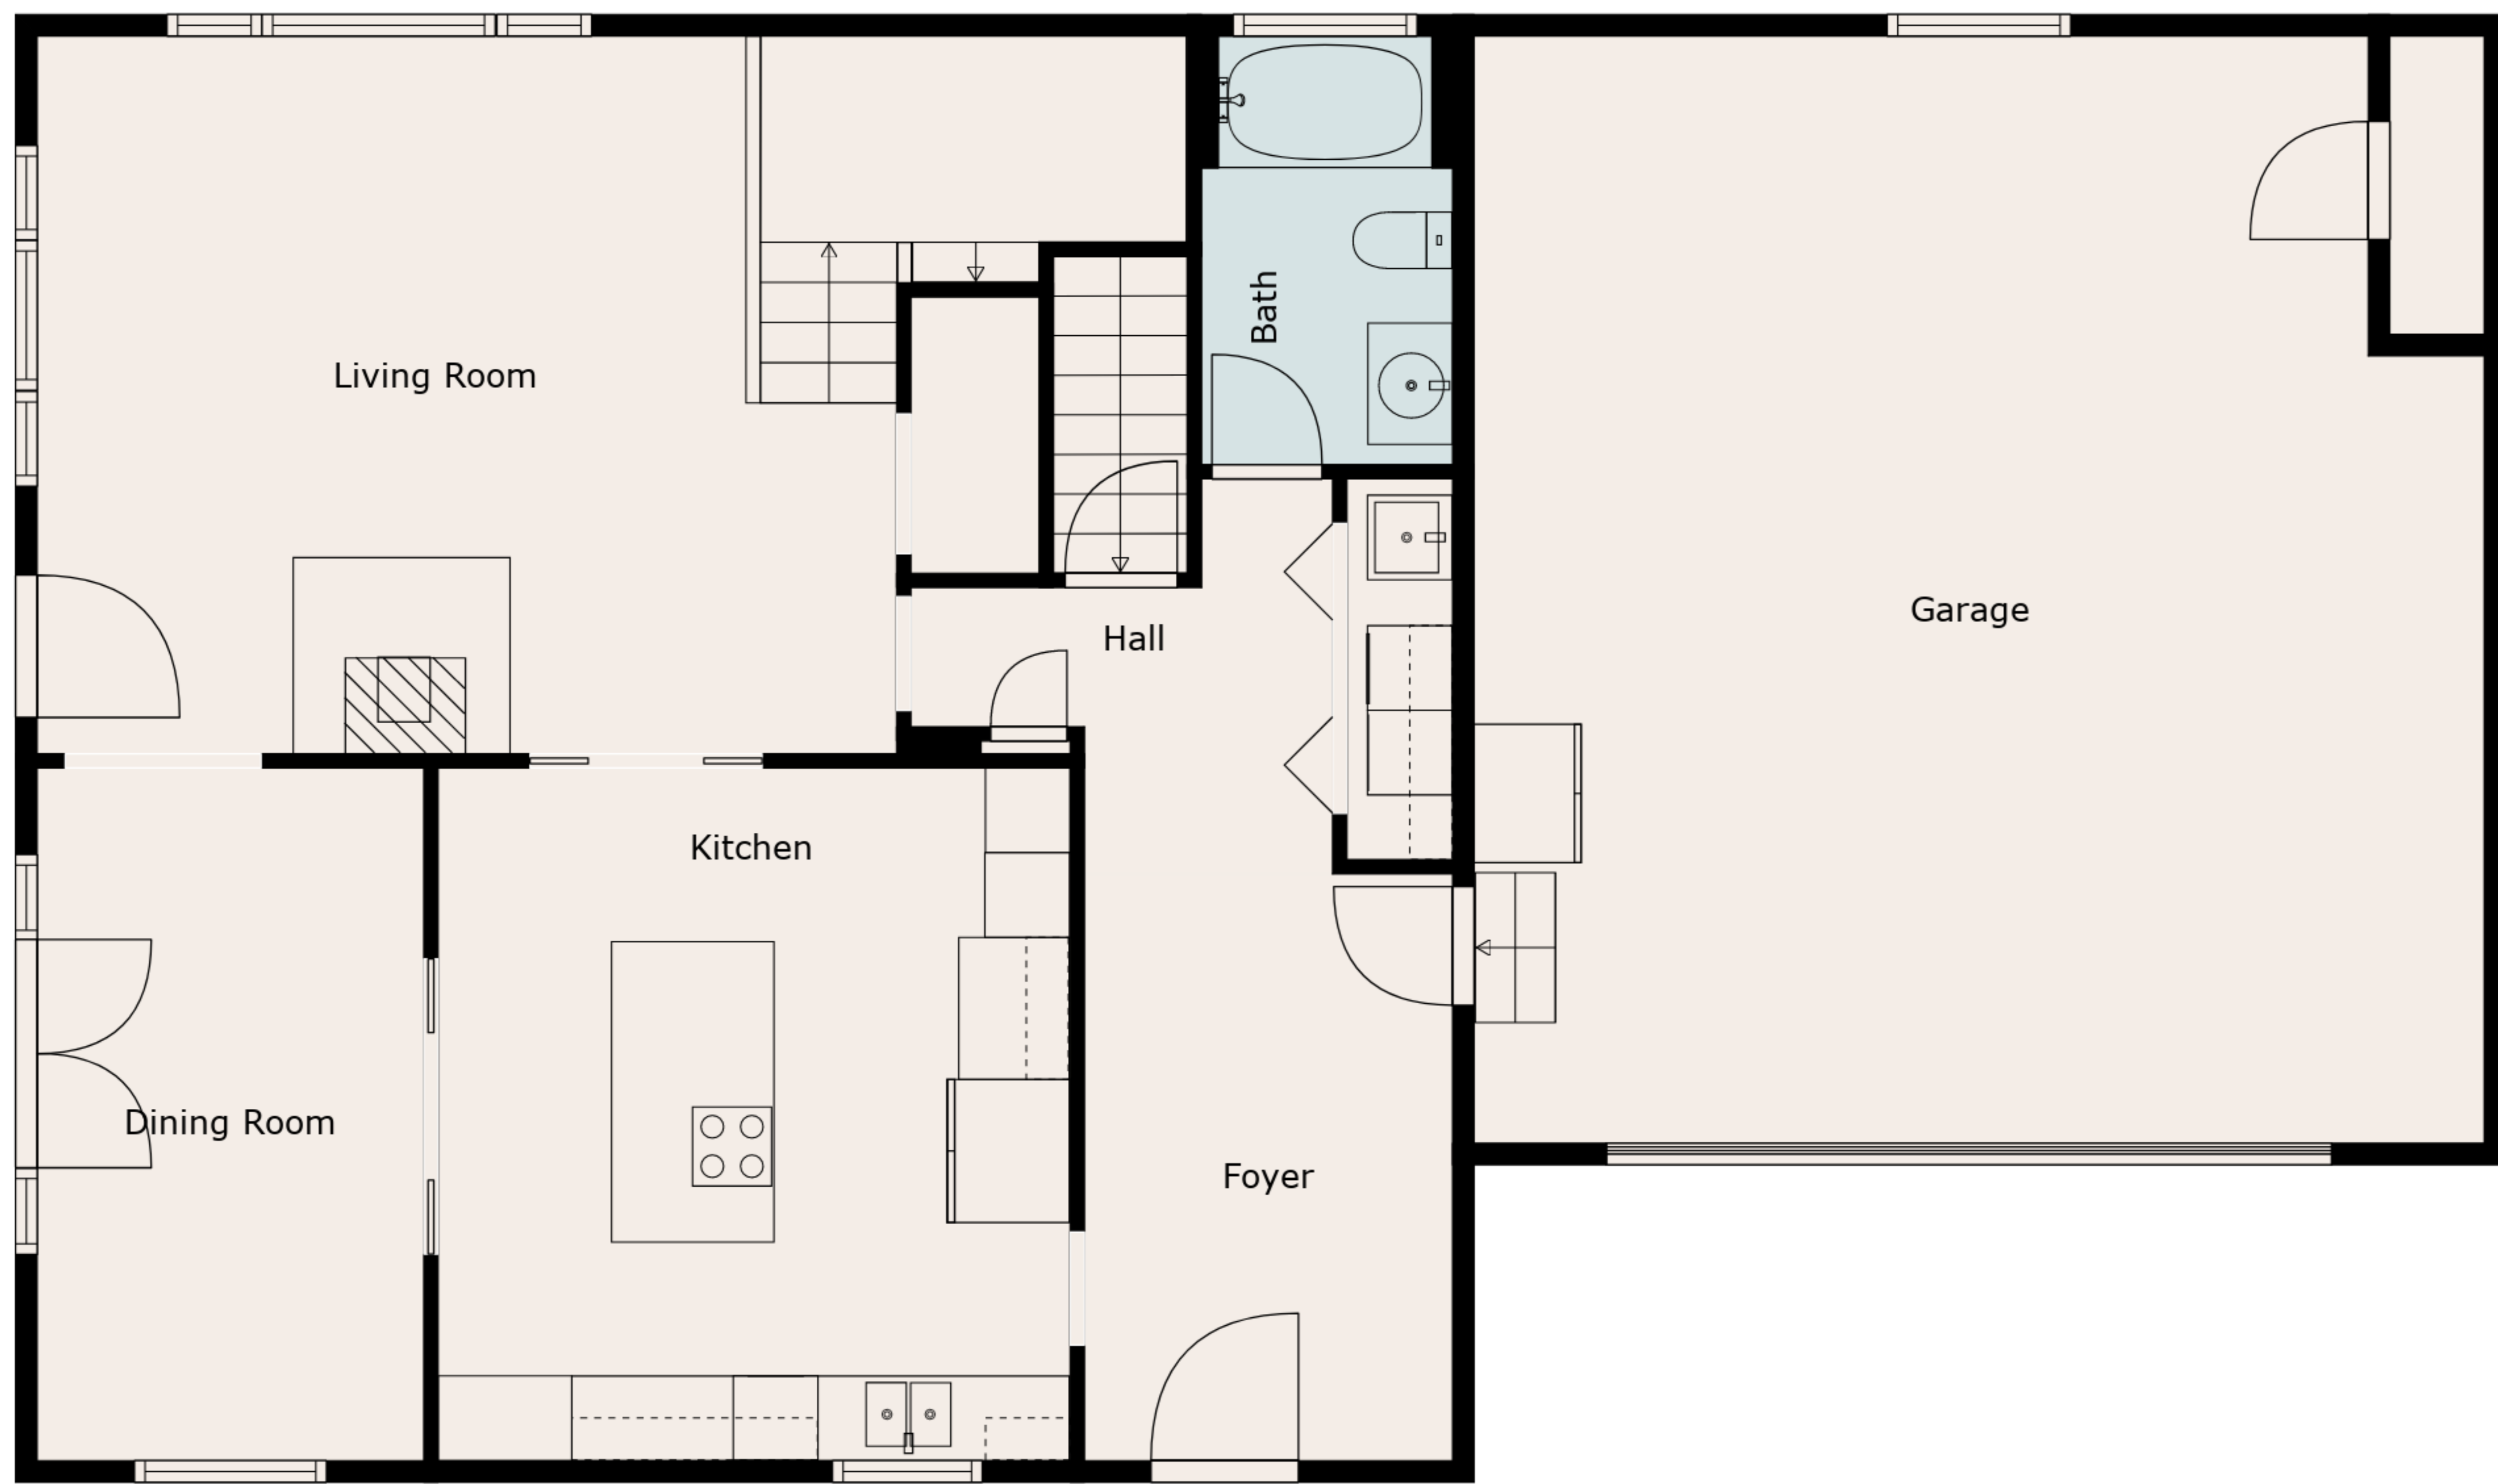 Living Room
Bath
Garage
Hall
Kitchen
Dining Room
Foyer